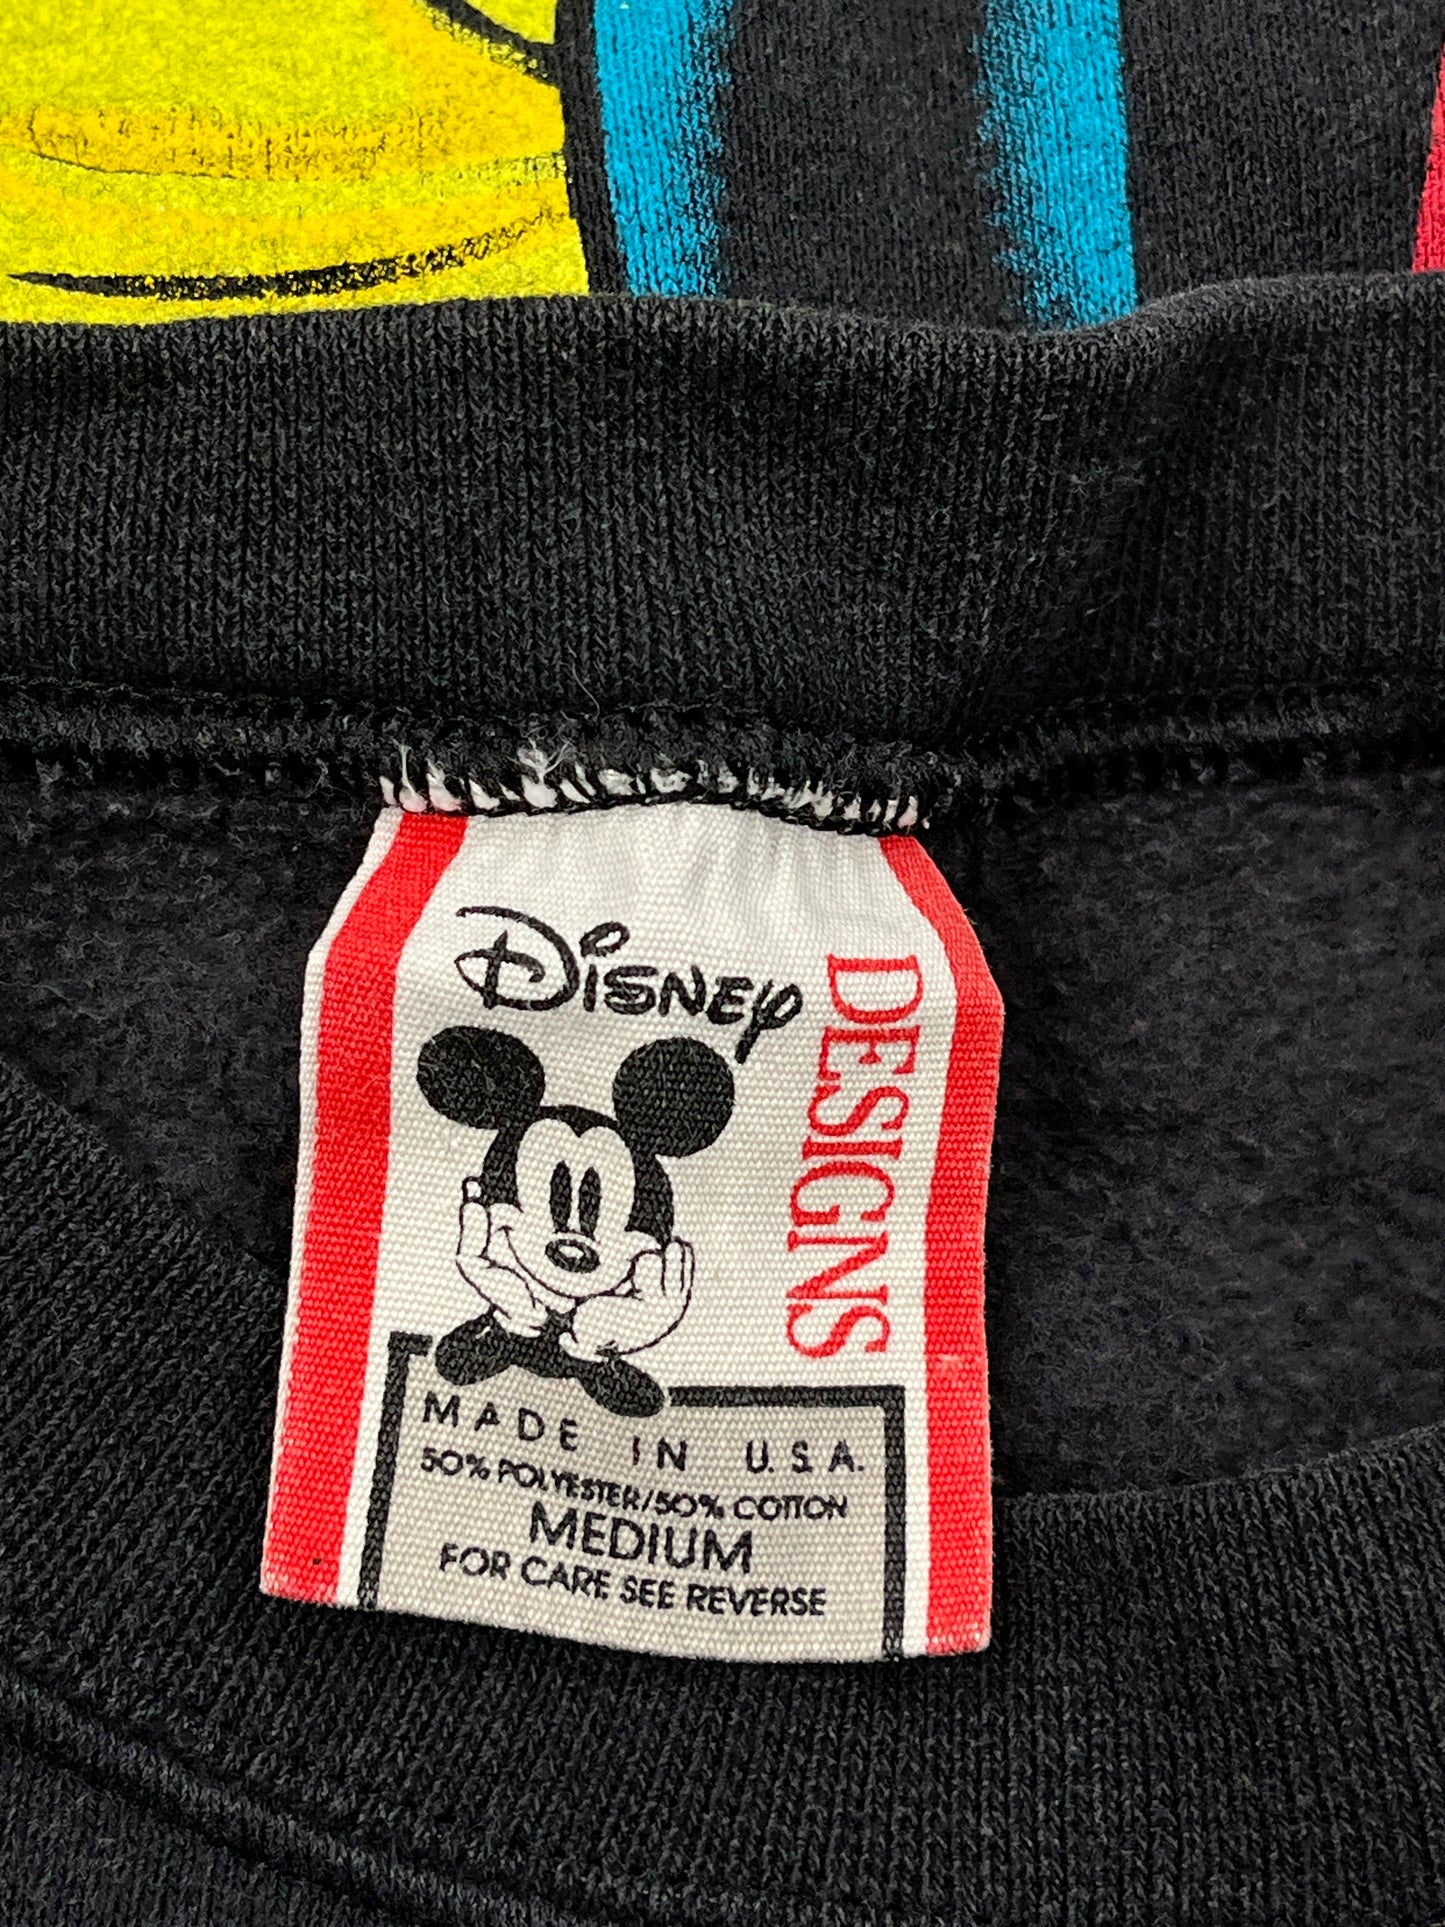 Disney
DESIGNS
MADE IN U.S.A.
50% POLYESTER/50% COTTON
MEDIUM
FOR CARE SEE REVERSE